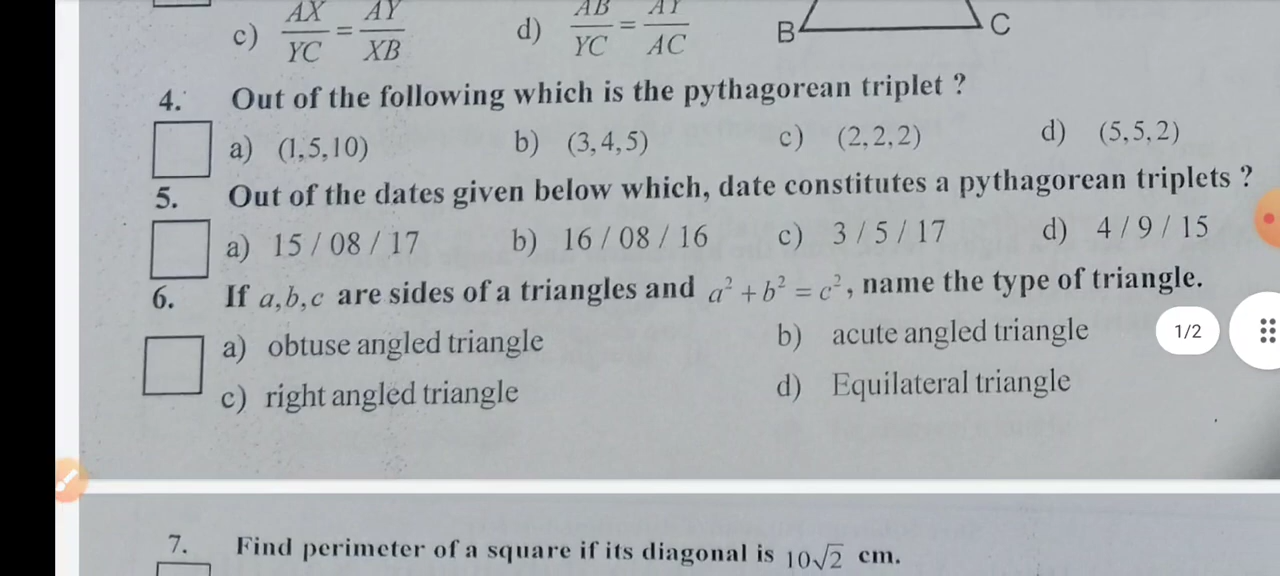 c) AX/YC = AY/XB d) AB/YC = AY/AC B C
4. Out of the following which is the pythagorean triplet ?
a) (1,5,10) b) (3,4,5) c) (2,2,2) d) (5,5,2)
5. Out of the dates given below which, date constitutes a pythagorean triplets ?
a) 15 / 08 / 17 b) 16 / 08 / 16 c) 3 / 5 / 17 d) 4 / 9 / 15
6. If a,b,c are sides of a triangles and a² + b² = c², name the type of triangle.
a) obtuse angled triangle b) acute angled triangle
1/2
c) right angled triangle d) Equilateral triangle
7. Find perimeter of a square if its diagonal is 10√2 cm.